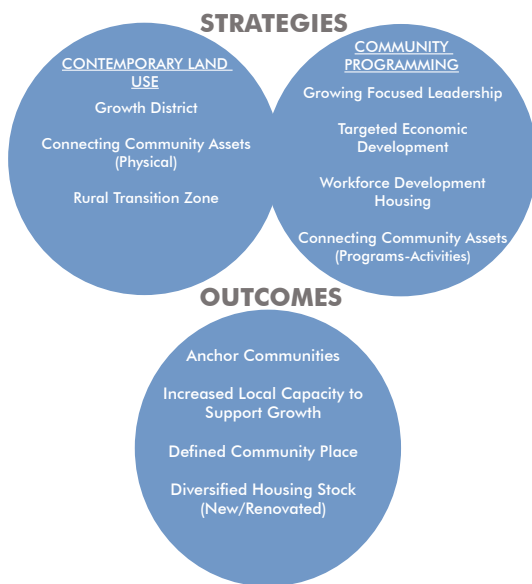 STRATEGIES
CONTEMPORARY LAND
USE
Growth District
Connecting Community Assets
(Physical)
Rural Transition Zone
COMMUNITY
PROGRAMMING
Growing Focused Leadership
Targeted Economic
Development
Workforce Development
Housing
Connecting Community Assets
(Programs-Activities)
OUTCOMES
Anchor Communities
Increased Local Capacity to
Support Growth
Defined Community Place
Diversified Housing Stock
(New/Renovated)